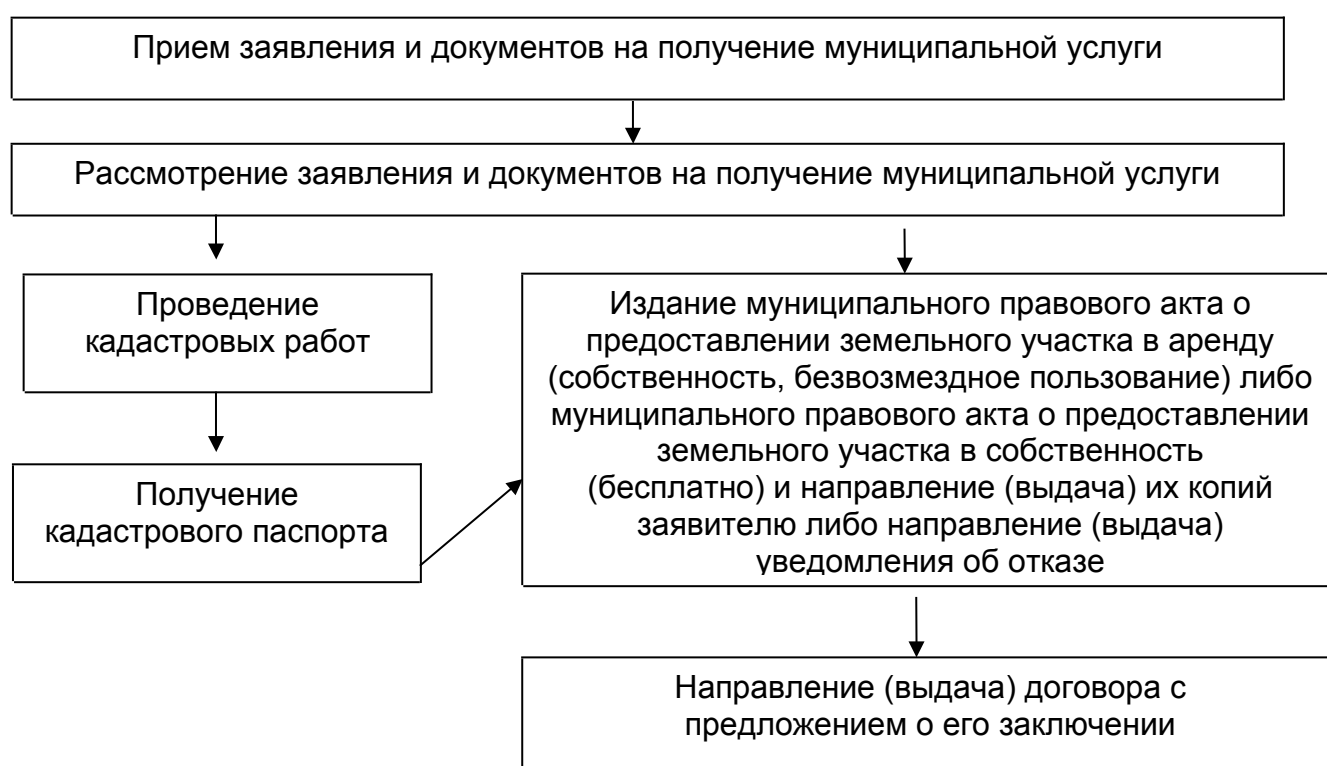 Прием заявления и документов на получение муниципальной услуги
Рассмотрение заявления и документов на получение муниципальной услуги
Проведение
кадастровых работ
Получение
кадастрового паспорта
Издание муниципального правового акта о
предоставлении земельного участка в аренду
(собственность, безвозмездное пользование) либо
муниципального правового акта о предоставлении
земельного участка в собственность
(бесплатно) и направление (выдача) их копий
заявителю либо направление (выдача)
уведомления об отказе
Направление (выдача) договора с
предложением о его заключении